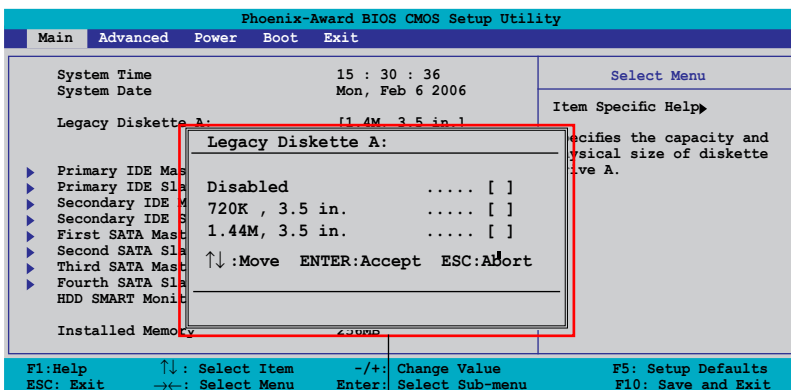 Phoenix-Award BIOS CMOS Setup Utility
Main Advanced Power Boot Exit
System Time 15 : 30 : 36
System Date Mon, Feb 6 2006
Legacy Diskette A: [1.4M, 3.5 in.]
Primary IDE Mas
Primary IDE Sla
Secondary IDE M
Secondary IDE S
First SATA Mast
Second SATA Sla
Third SATA Mast
Fourth SATA Sla
HDD SMART Monit
Installed Memory 256MB
Legacy Diskette A:
Disabled ..... [ ]
720K , 3.5 in. ..... [ ]
1.44M, 3.5 in. ..... [ ]
↑↓ :Move ENTER:Accept ESC:Abort
Select Menu
Item Specific Help
ecifies the capacity and
ysical size of diskette
ive A.
F1:Help ↑↓ : Select Item -/+: Change Value F5: Setup Defaults
ESC: Exit →←: Select Menu Enter: Select Sub-menu F10: Save and Exit